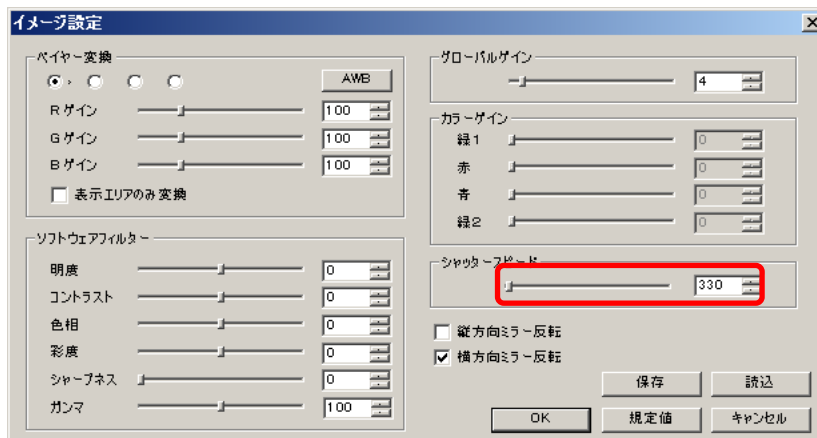 イメージ設定
ベイヤー変換
AWB
Rゲイン 100
Gゲイン 100
Bゲイン 100
表示エリアのみ変換
ソフトウェアフィルター
明度 0
コントラスト 0
色相 0
彩度 0
シャープネス 0
ガンマ 100
グローバルゲイン
4
カラーゲイン
緑1 0
赤 0
青 0
緑2 0
シャッタースピード
330
縦方向ミラー反転
横方向ミラー反転
保存 読込
OK 規定値 キャンセル